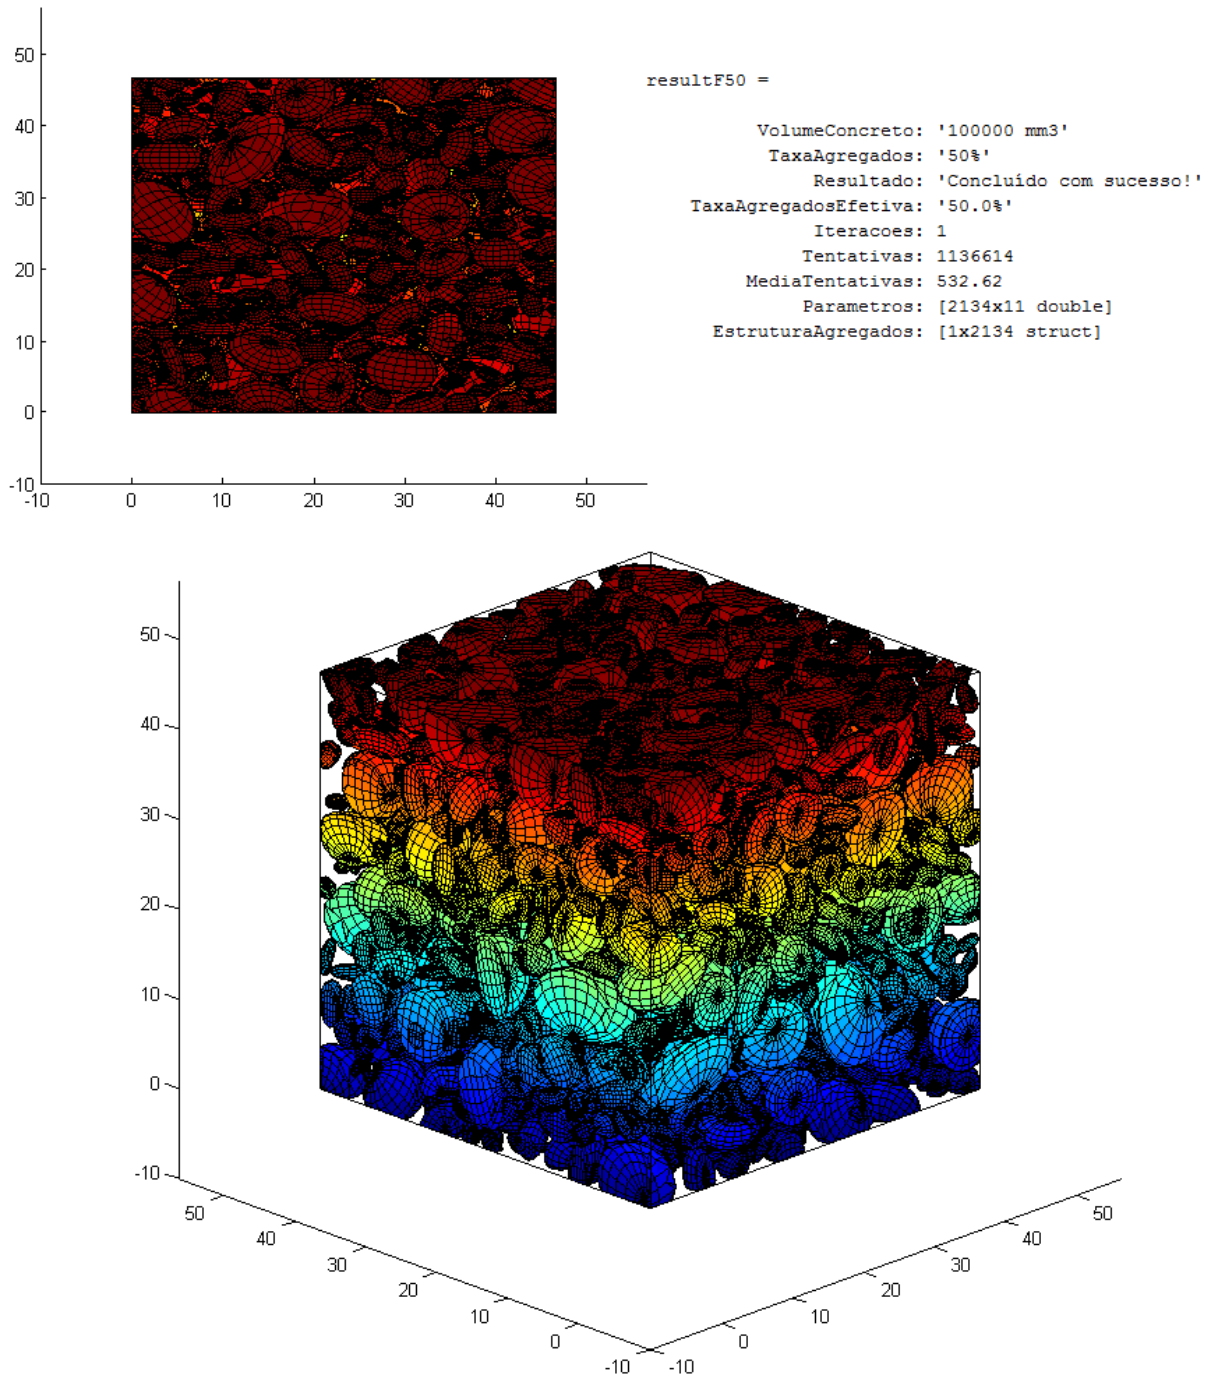 50
40
30
20
10
0
-10
-10 0 10 20 30 40 50
resultF50 =
VolumeConcreto: '100000 mm3'
TaxaAgregados: '50%'
Resultado: 'Concluído com sucesso!'
TaxaAgregadosEfetiva: '50.0%'
Iteracoes: 1
Tentativas: 1136614
MediaTentativas: 532.62
Parametros: [2134x11 double]
EstruturaAgregados: [1x2134 struct]
50
40
30
20
10
0
-10
50
40
30
20
10
0
-10
-10
0
10
20
30
40
50